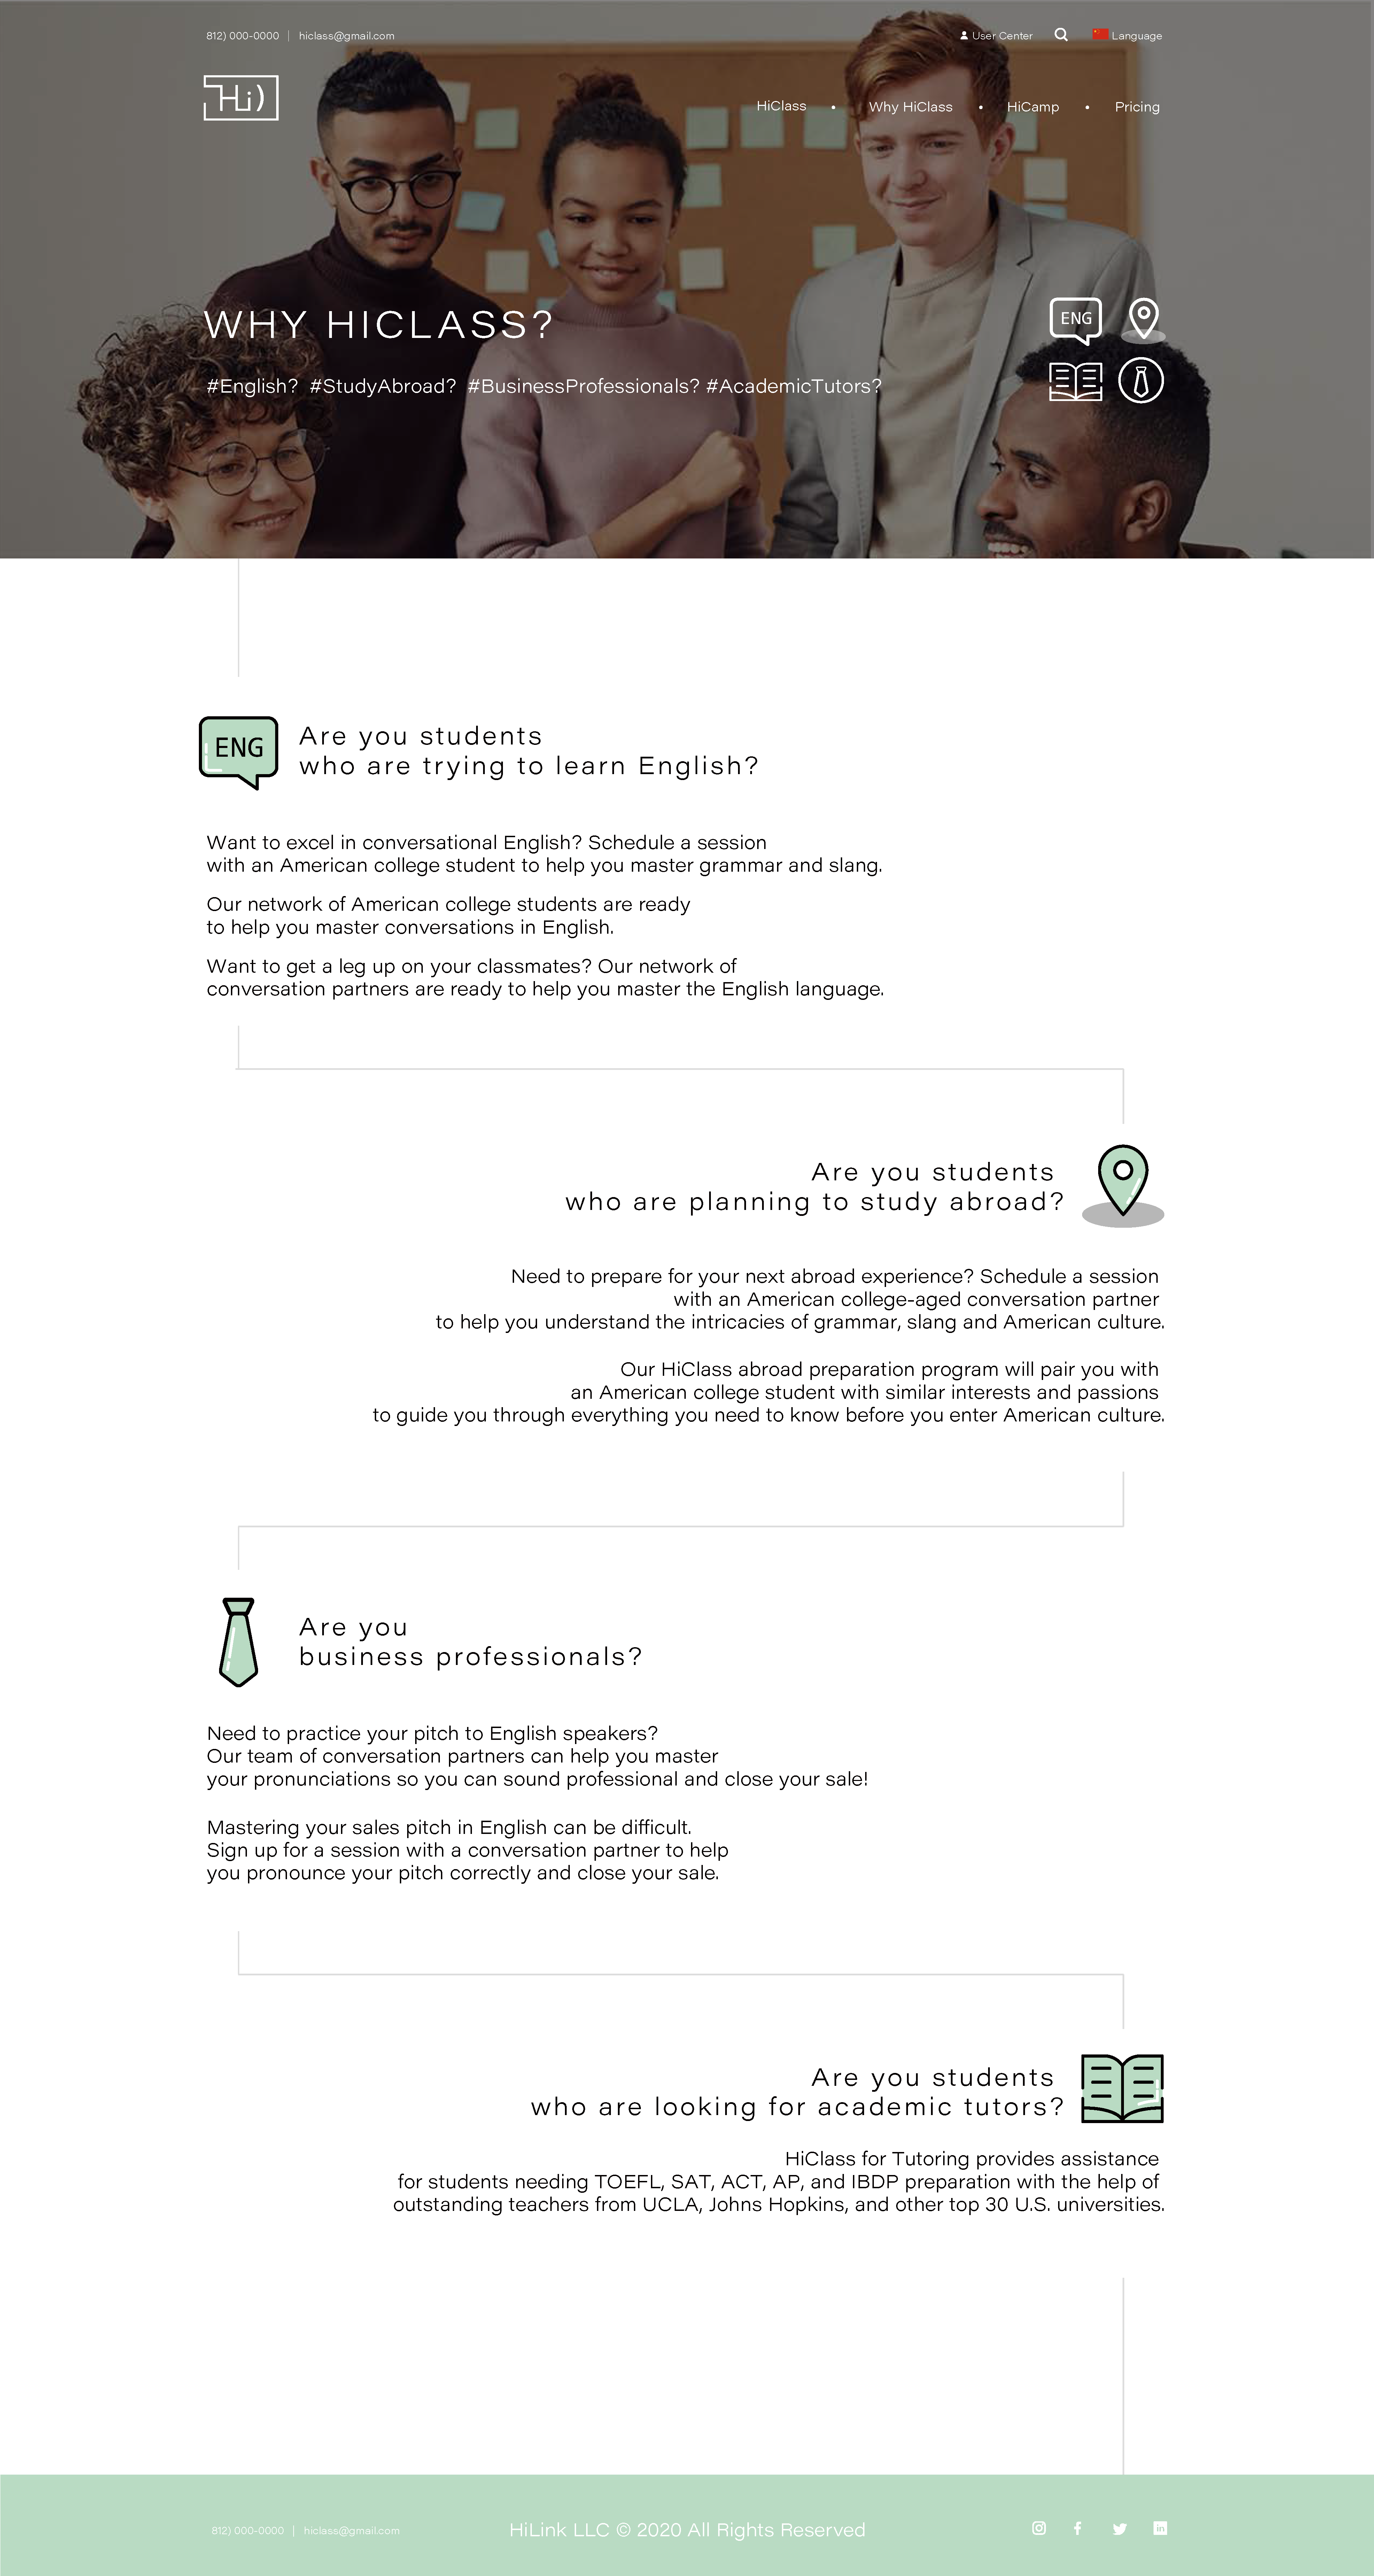 812) 000-0000 | hiclass@gmail.com
User Center
Language
Hi)
HiClass • Why HiClass • HiCamp • Pricing
WHY HICLASS?
ENG
#English? #StudyAbroad? #BusinessProfessionals? #AcademicTutors?
ENG
Are you students
who are trying to learn English?
Want to excel in conversational English? Schedule a session
with an American college student to help you master grammar and slang.
Our network of American college students are ready
to help you master conversations in English.
Want to get a leg up on your classmates? Our network of
conversation partners are ready to help you master the English language.
Are you students
who are planning to study abroad?
Need to prepare for your next abroad experience? Schedule a session
with an American college-aged conversation partner
to help you understand the intricacies of grammar, slang and American culture.
Our HiClass abroad preparation program will pair you with
an American college student with similar interests and passions
to guide you through everything you need to know before you enter American culture.
Are you
business professionals?
Need to practice your pitch to English speakers?
Our team of conversation partners can help you master
your pronunciations so you can sound professional and close your sale!
Mastering your sales pitch in English can be difficult.
Sign up for a session with a conversation partner to help
you pronounce your pitch correctly and close your sale.
Are you students
who are looking for academic tutors?
HiClass for Tutoring provides assistance
for students needing TOEFL, SAT, ACT, AP, and IBDP preparation with the help of
outstanding teachers from UCLA, Johns Hopkins, and other top 30 U.S. universities.
812) 000-0000 | hiclass@gmail.com
HiLink LLC © 2020 All Rights Reserved
in